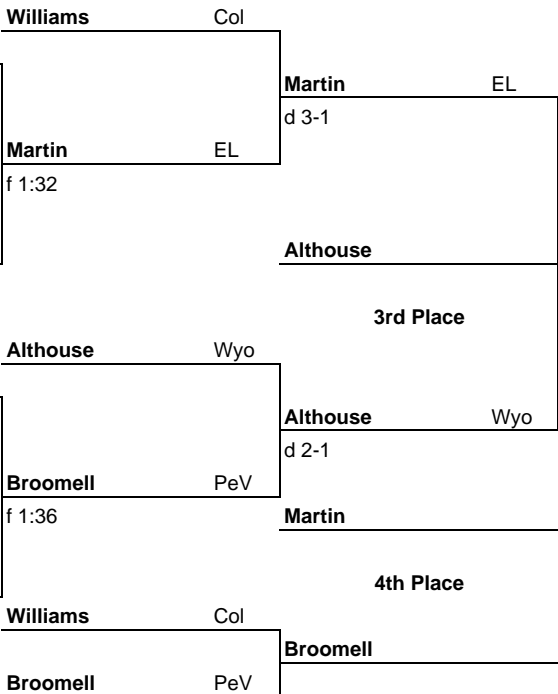 Williams Col
Martin EL
d 3-1
Martin EL
f 1:32
Althouse
3rd Place
Althouse Wyo
Althouse Wyo
d 2-1
Broomell PeV
f 1:36
Martin
4th Place
Williams Col
Broomell
Broomell PeV